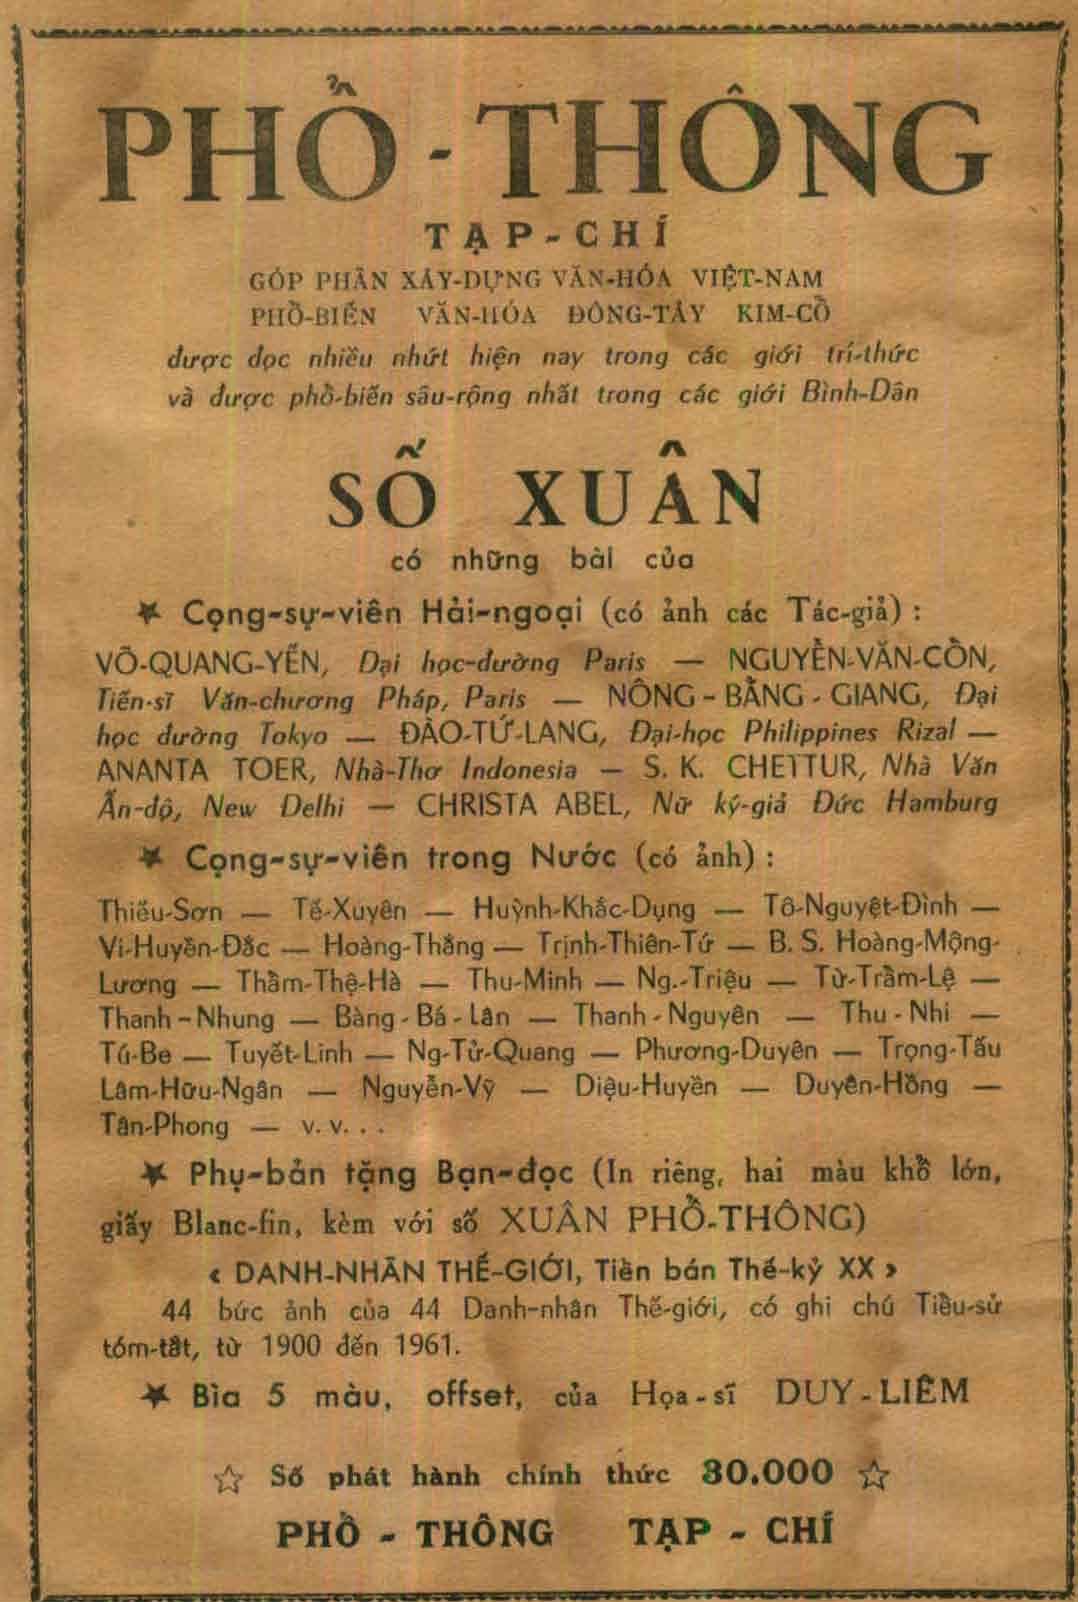 PHỔ - THÔNG
TẠP - CHÍ
GÓP PHẦN XÂY-DỰNG VĂN-HÓA VIỆT-NAM
PHỔ-BIẾN VĂN-HÓA ĐÔNG-TÂY KIM-CỔ
được đọc nhiều nhứt hiện nay trong các giới trí-thức
và được phổ-biến sâu-rộng nhất trong các giới Bình-Dân
SỐ XUÂN
có những bài của
★ Cọng-sự-viên Hải-ngoại (có ảnh các Tác-giả) :
VÕ-QUANG-YẾN, Đại học-đường Paris — NGUYỄN-VĂN-CỒN,
Tiến-sĩ Văn-chương Pháp, Paris — NÔNG - BẰNG - GIANG, Đại
học đường Tokyo — ĐÀO-TỨ-LANG, Đại-học Philippines Rizal —
ANANTA TOER, Nhà-Thơ Indonesia — S. K. CHETTUR, Nhà Văn
Ấn-độ, New Delhi — CHRISTA ABEL, Nữ ký-giả Đức Hamburg
★ Cọng-sự-viên trong Nước (có ảnh) :
Thiếu-Sơn — Tế-Xuyên — Huỳnh-Khắc-Dụng — Tô-Nguyệt-Đình —
Vi-Huyền-Đắc — Hoàng-Thắng — Trịnh-Thiên-Tứ — B. S. Hoàng-Mộng-
Lương — Thẩm-Thệ-Hà — Thu-Minh — Ng.-Triệu — Từ-Trầm-Lệ —
Thanh-Nhung — Bàng-Bá-Lân — Thanh-Nguyên — Thu-Nhi —
Tú-Be — Tuyết-Linh — Ng-Tử-Quang — Phương-Duyên — Trọng-Tấu
Lâm-Hữu-Ngân — Nguyễn-Vỹ — Diệu-Huyền — Duyên-Hồng —
Tân-Phong — v. v. . .
★ Phụ-bản tặng Bạn-đọc (In riêng, hai màu khổ lớn,
giấy Blanc-fin, kèm với số XUÂN PHỔ-THÔNG)
‹ DANH-NHÂN THẾ-GIỚI, Tiền bán Thế-kỷ XX ›
44 bức ảnh của 44 Danh-nhân Thế-giới, có ghi chú Tiểu-sử
tóm-tắt, từ 1900 đến 1961.
★ Bìa 5 màu, offset, của Họa-sĩ DUY-LIÊM
☆ Số phát hành chính thức 30.000 ☆
PHỔ - THÔNG TẠP - CHÍ